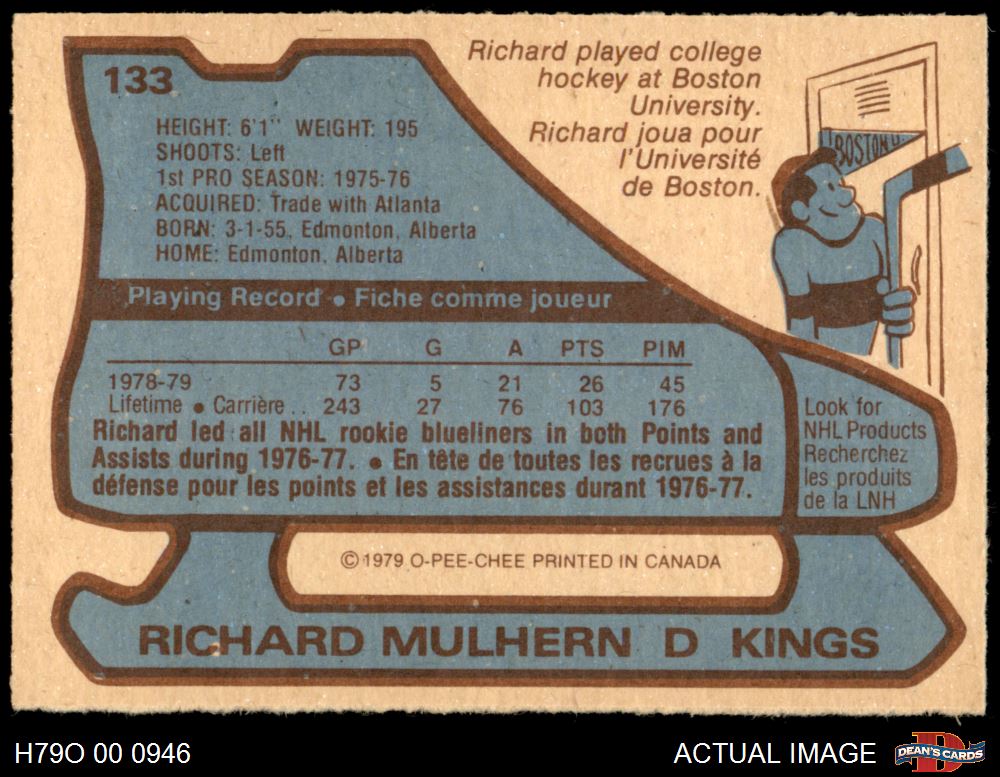 133
Richard played college
hockey at Boston
University.
Richard joua pour
l'Université
de Boston.
BOSTON U
HEIGHT: 6'1" WEIGHT: 195
SHOOTS: Left
1st PRO SEASON: 1975-76
ACQUIRED: Trade with Atlanta
BORN: 3-1-55, Edmonton, Alberta
HOME: Edmonton, Alberta
Playing Record • Fiche comme joueur
GP G A PTS PIM
1978-79 73 5 21 26 45
Lifetime • Carrière .. 243 27 76 103 176
Richard led all NHL rookie blueliners in both Points and
Assists during 1976-77. • En tête de toutes les recrues à la
défense pour les points et les assistances durant 1976-77.
Look for
NHL Products
Recherchez
les produits
de la LNH
© 1979 O-PEE-CHEE PRINTED IN CANADA
RICHARD MULHERN D KINGS
H79O 00 0946
ACTUAL IMAGE
DEAN'S CARDS